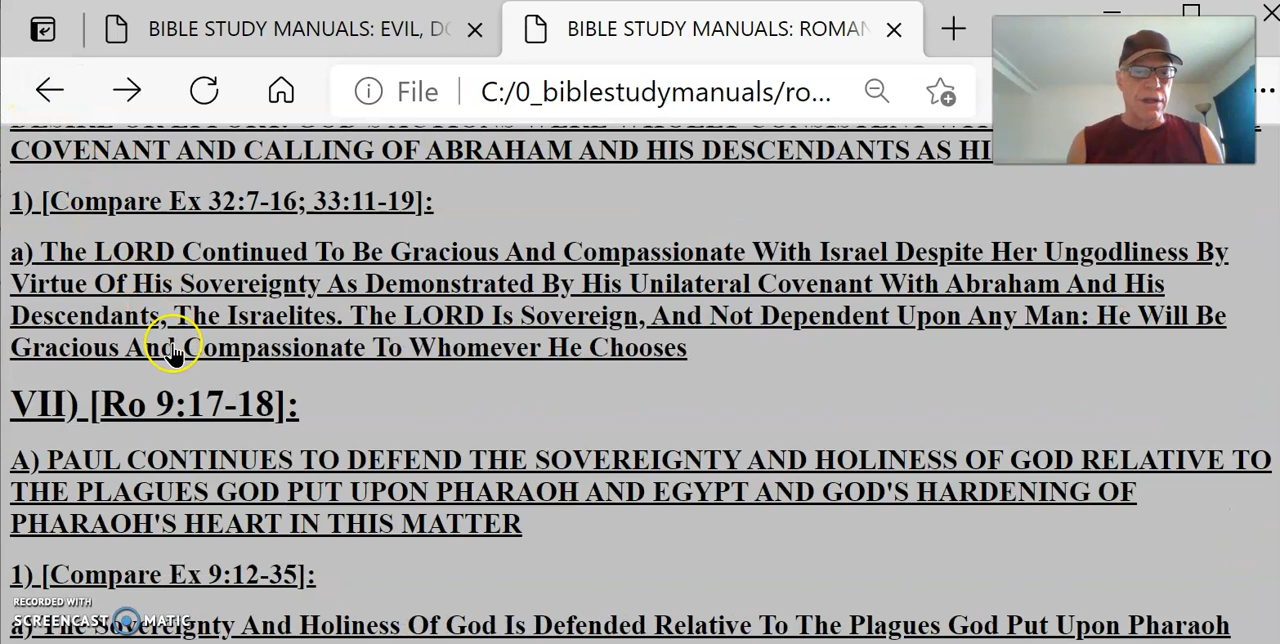 BIBLE STUDY MANUALS: EVIL, DO
BIBLE STUDY MANUALS: ROMAN
File
C:/0_biblestudymanuals/ro...
COVENANT AND CALLING OF ABRAHAM AND HIS DESCENDANTS AS HI
1) [Compare Ex 32:7-16; 33:11-19]:
a) The LORD Continued To Be Gracious And Compassionate With Israel Despite Her Ungodliness By
Virtue Of His Sovereignty As Demonstrated By His Unilateral Covenant With Abraham And His
Descendants, The Israelites. The LORD Is Sovereign, And Not Dependent Upon Any Man: He Will Be
Gracious And Compassionate To Whomever He Chooses
VII) [Ro 9:17-18]:
A) PAUL CONTINUES TO DEFEND THE SOVEREIGNTY AND HOLINESS OF GOD RELATIVE TO
THE PLAGUES GOD PUT UPON PHARAOH AND EGYPT AND GOD'S HARDENING OF
PHARAOH'S HEART IN THIS MATTER
1) [Compare Ex 9:12-35]:
RECORDED WITH
SCREENCAST MATIC
a) The Sovereignty And Holiness Of God Is Defended Relative To The Plagues God Put Upon Pharaoh